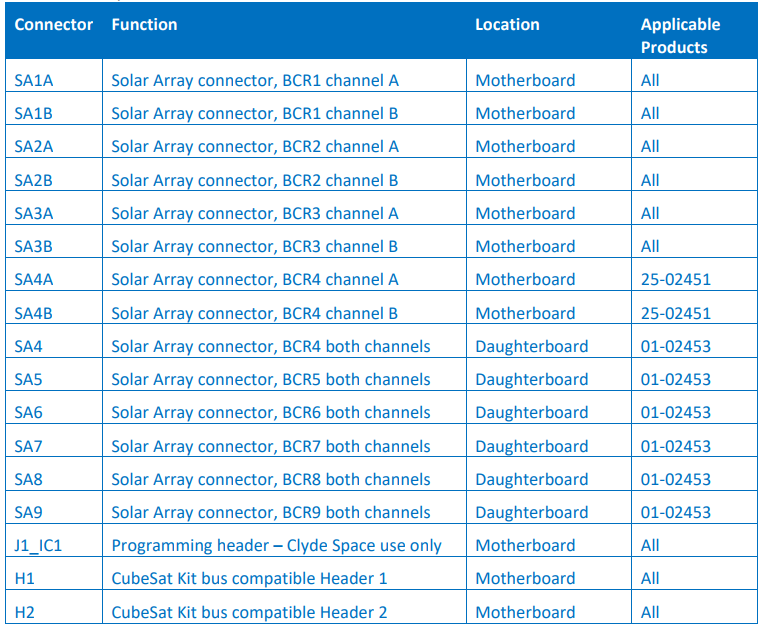 Connector Function Location Applicable Products
SA1A Solar Array connector, BCR1 channel A Motherboard All
SA1B Solar Array connector, BCR1 channel B Motherboard All
SA2A Solar Array connector, BCR2 channel A Motherboard All
SA2B Solar Array connector, BCR2 channel B Motherboard All
SA3A Solar Array connector, BCR3 channel A Motherboard All
SA3B Solar Array connector, BCR3 channel B Motherboard All
SA4A Solar Array connector, BCR4 channel A Motherboard 25-02451
SA4B Solar Array connector, BCR4 channel B Motherboard 25-02451
SA4 Solar Array connector, BCR4 both channels Daughterboard 01-02453
SA5 Solar Array connector, BCR5 both channels Daughterboard 01-02453
SA6 Solar Array connector, BCR6 both channels Daughterboard 01-02453
SA7 Solar Array connector, BCR7 both channels Daughterboard 01-02453
SA8 Solar Array connector, BCR8 both channels Daughterboard 01-02453
SA9 Solar Array connector, BCR9 both channels Daughterboard 01-02453
J1_IC1 Programming header – Clyde Space use only Motherboard All
H1 CubeSat Kit bus compatible Header 1 Motherboard All
H2 CubeSat Kit bus compatible Header 2 Motherboard All